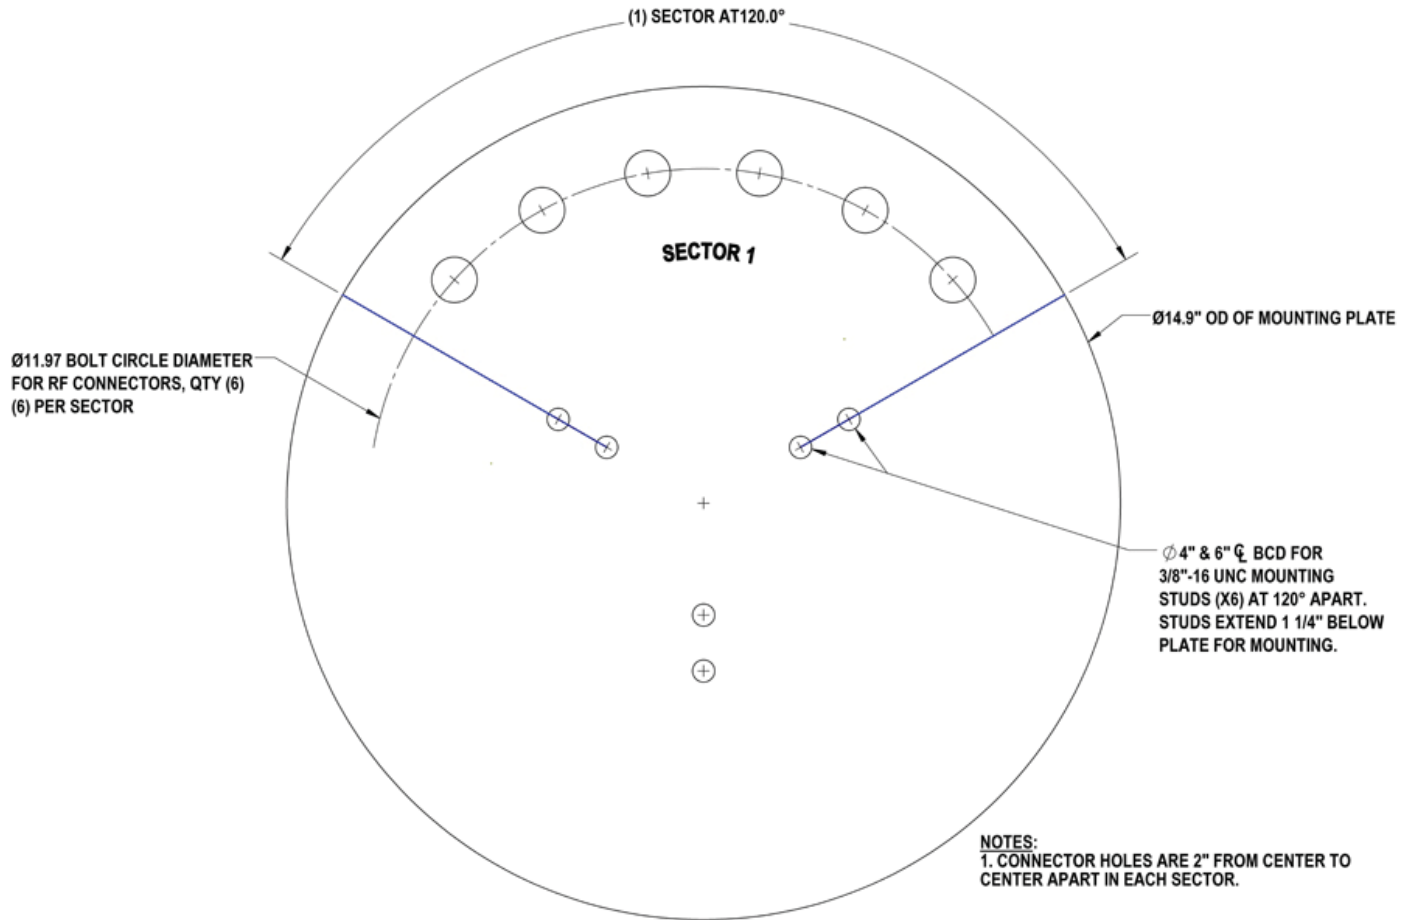 (1) SECTOR AT120.0°
SECTOR 1
Ø14.9" OD OF MOUNTING PLATE
Ø11.97 BOLT CIRCLE DIAMETER
FOR RF CONNECTORS, QTY (6)
(6) PER SECTOR
∅4" & 6" ℄ BCD FOR
3/8"-16 UNC MOUNTING
STUDS (X6) AT 120° APART.
STUDS EXTEND 1 1/4" BELOW
PLATE FOR MOUNTING.
NOTES:
1. CONNECTOR HOLES ARE 2" FROM CENTER TO
CENTER APART IN EACH SECTOR.